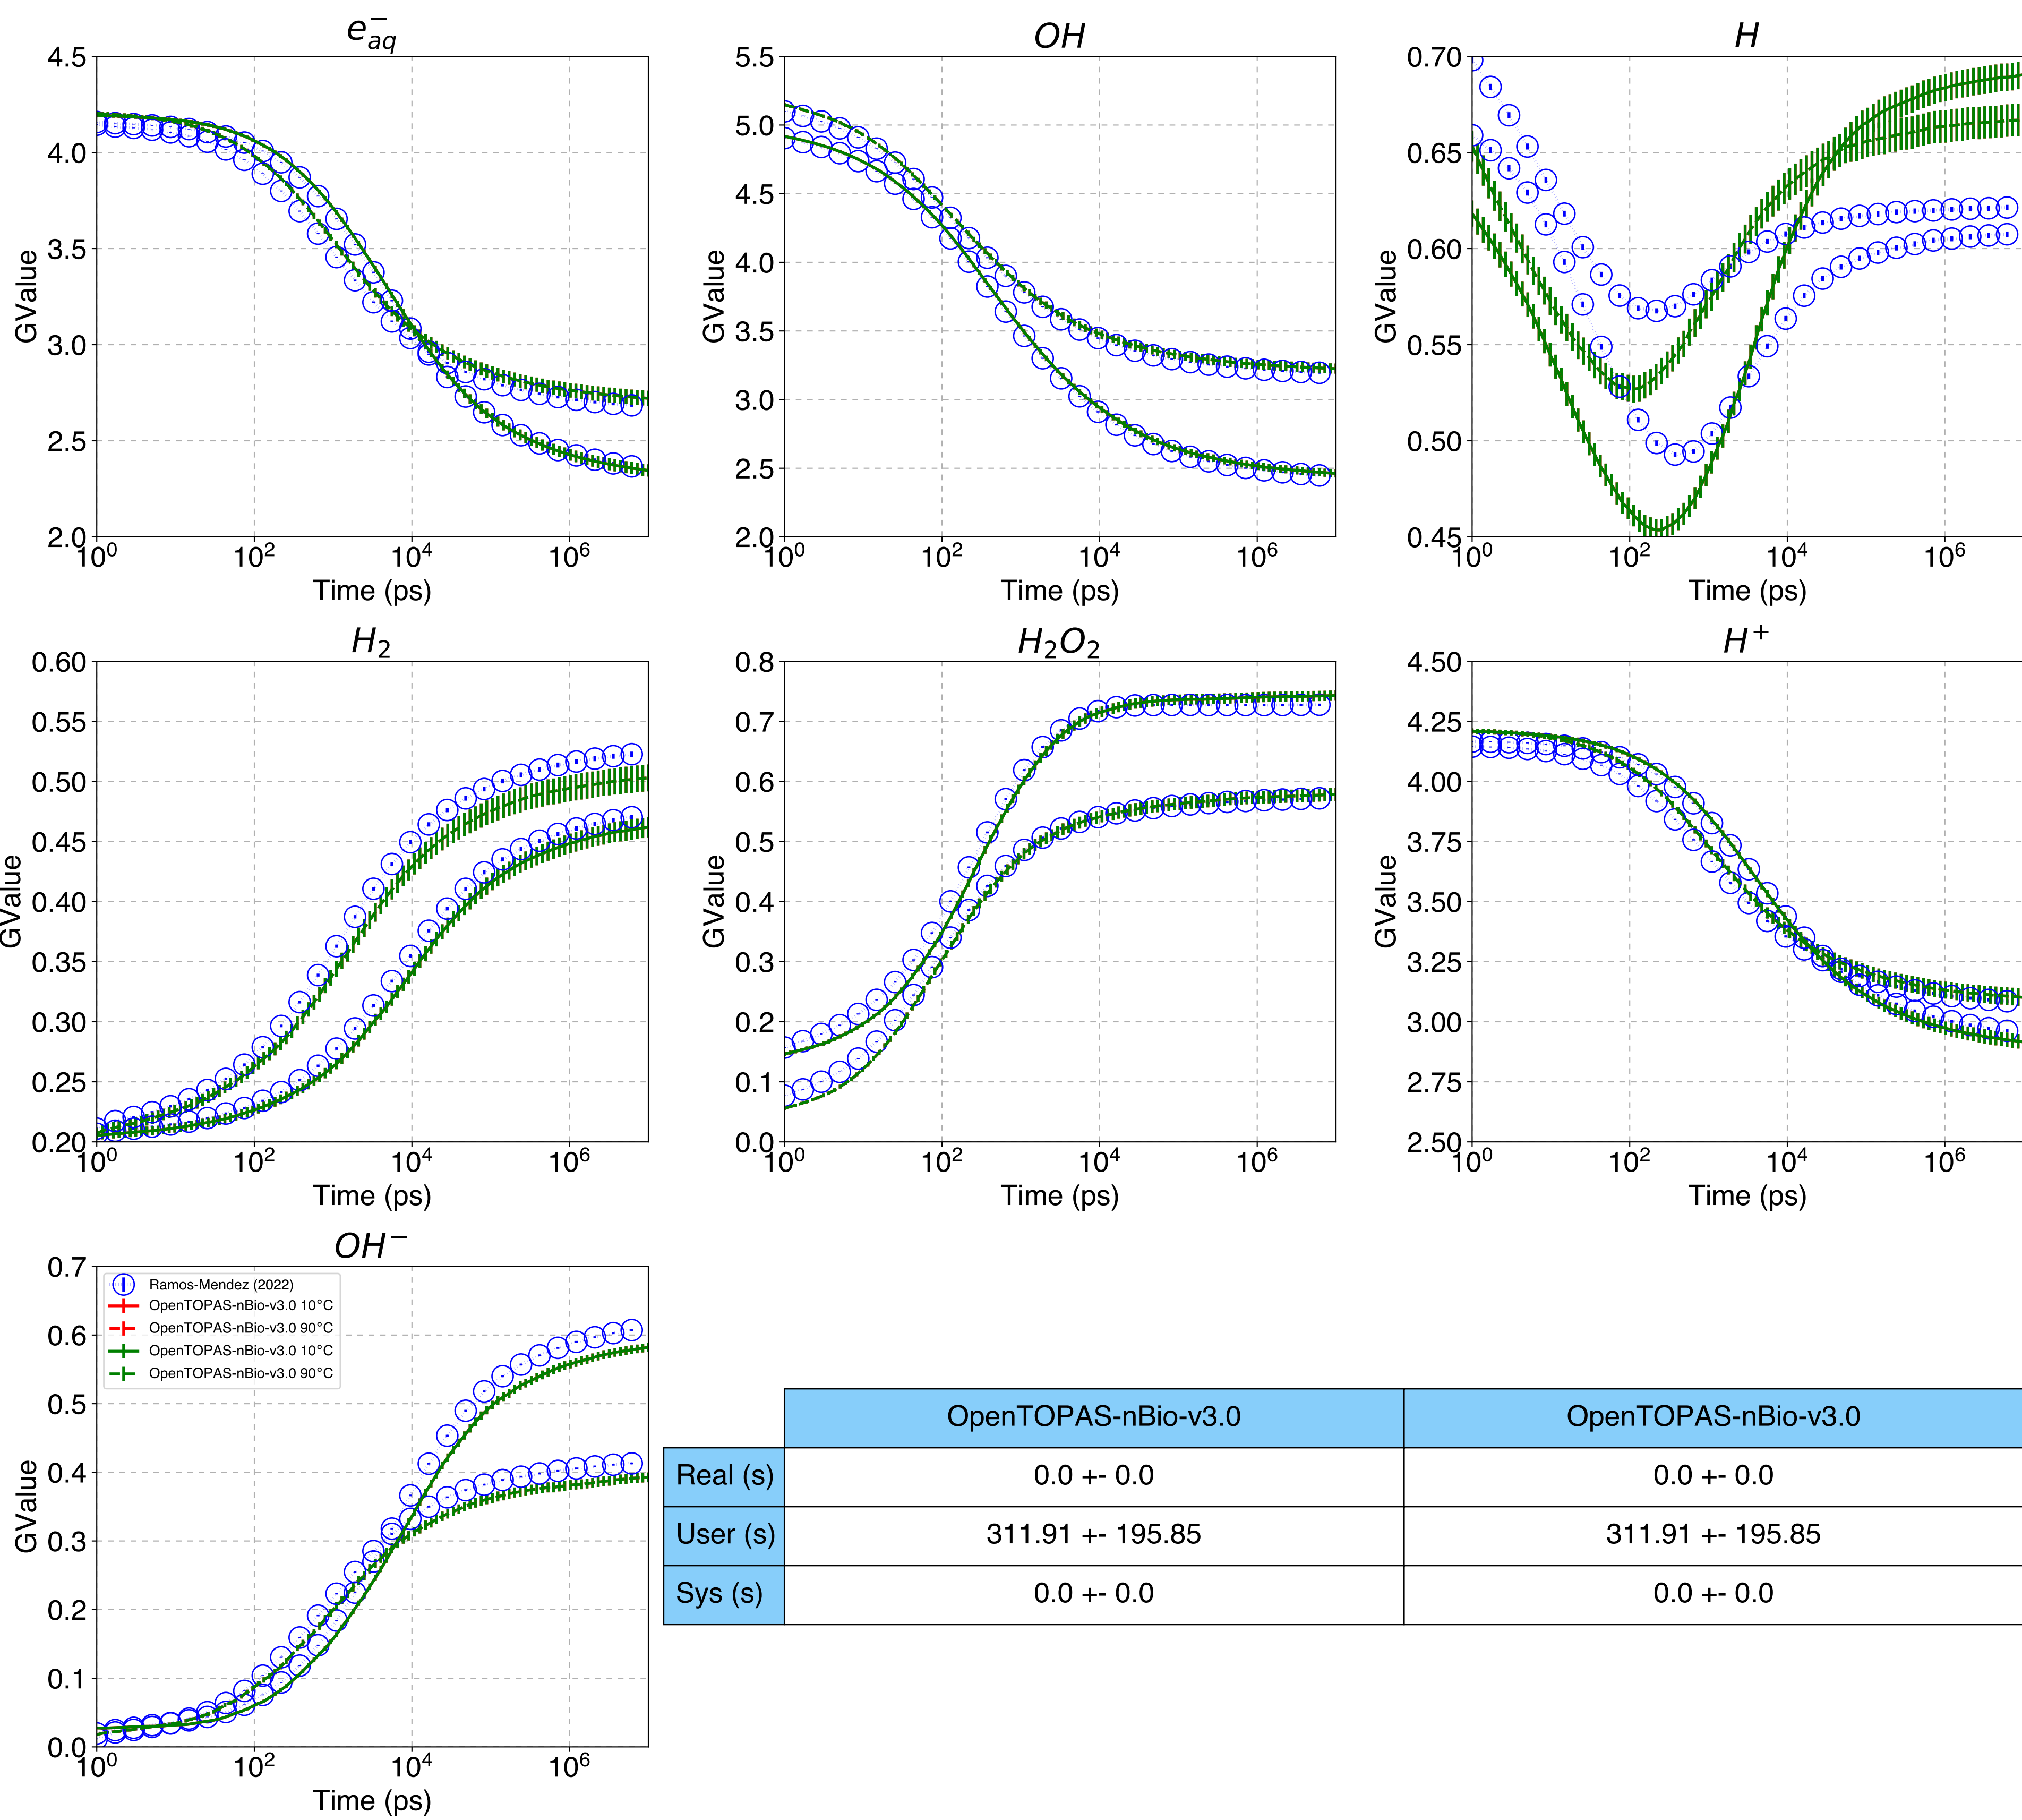 e⁻aq
OH
H
4.5
4.0
3.5
3.0
2.5
2.0
GValue
10⁰ 10² 10⁴ 10⁶
Time (ps)
5.5
5.0
4.5
4.0
3.5
3.0
2.5
2.0
GValue
10⁰ 10² 10⁴ 10⁶
Time (ps)
0.70
0.65
0.60
0.55
0.50
0.45
GValue
10⁰ 10² 10⁴ 10⁶
Time (ps)
H₂
H₂O₂
H⁺
0.60
0.55
0.50
0.45
0.40
0.35
0.30
0.25
0.20
GValue
10⁰ 10² 10⁴ 10⁶
Time (ps)
0.8
0.7
0.6
0.5
0.4
0.3
0.2
0.1
0.0
GValue
10⁰ 10² 10⁴ 10⁶
Time (ps)
4.50
4.25
4.00
3.75
3.50
3.25
3.00
2.75
2.50
GValue
10⁰ 10² 10⁴ 10⁶
Time (ps)
OH⁻
0.7
0.6
0.5
0.4
0.3
0.2
0.1
0.0
GValue
Ramos-Mendez (2022)
OpenTOPAS-nBio-v3.0 10°C
OpenTOPAS-nBio-v3.0 90°C
OpenTOPAS-nBio-v3.0 10°C
OpenTOPAS-nBio-v3.0 90°C
10⁰ 10² 10⁴ 10⁶
Time (ps)
OpenTOPAS-nBio-v3.0 OpenTOPAS-nBio-v3.0
Real (s) 0.0 +- 0.0 0.0 +- 0.0
User (s) 311.91 +- 195.85 311.91 +- 195.85
Sys (s) 0.0 +- 0.0 0.0 +- 0.0